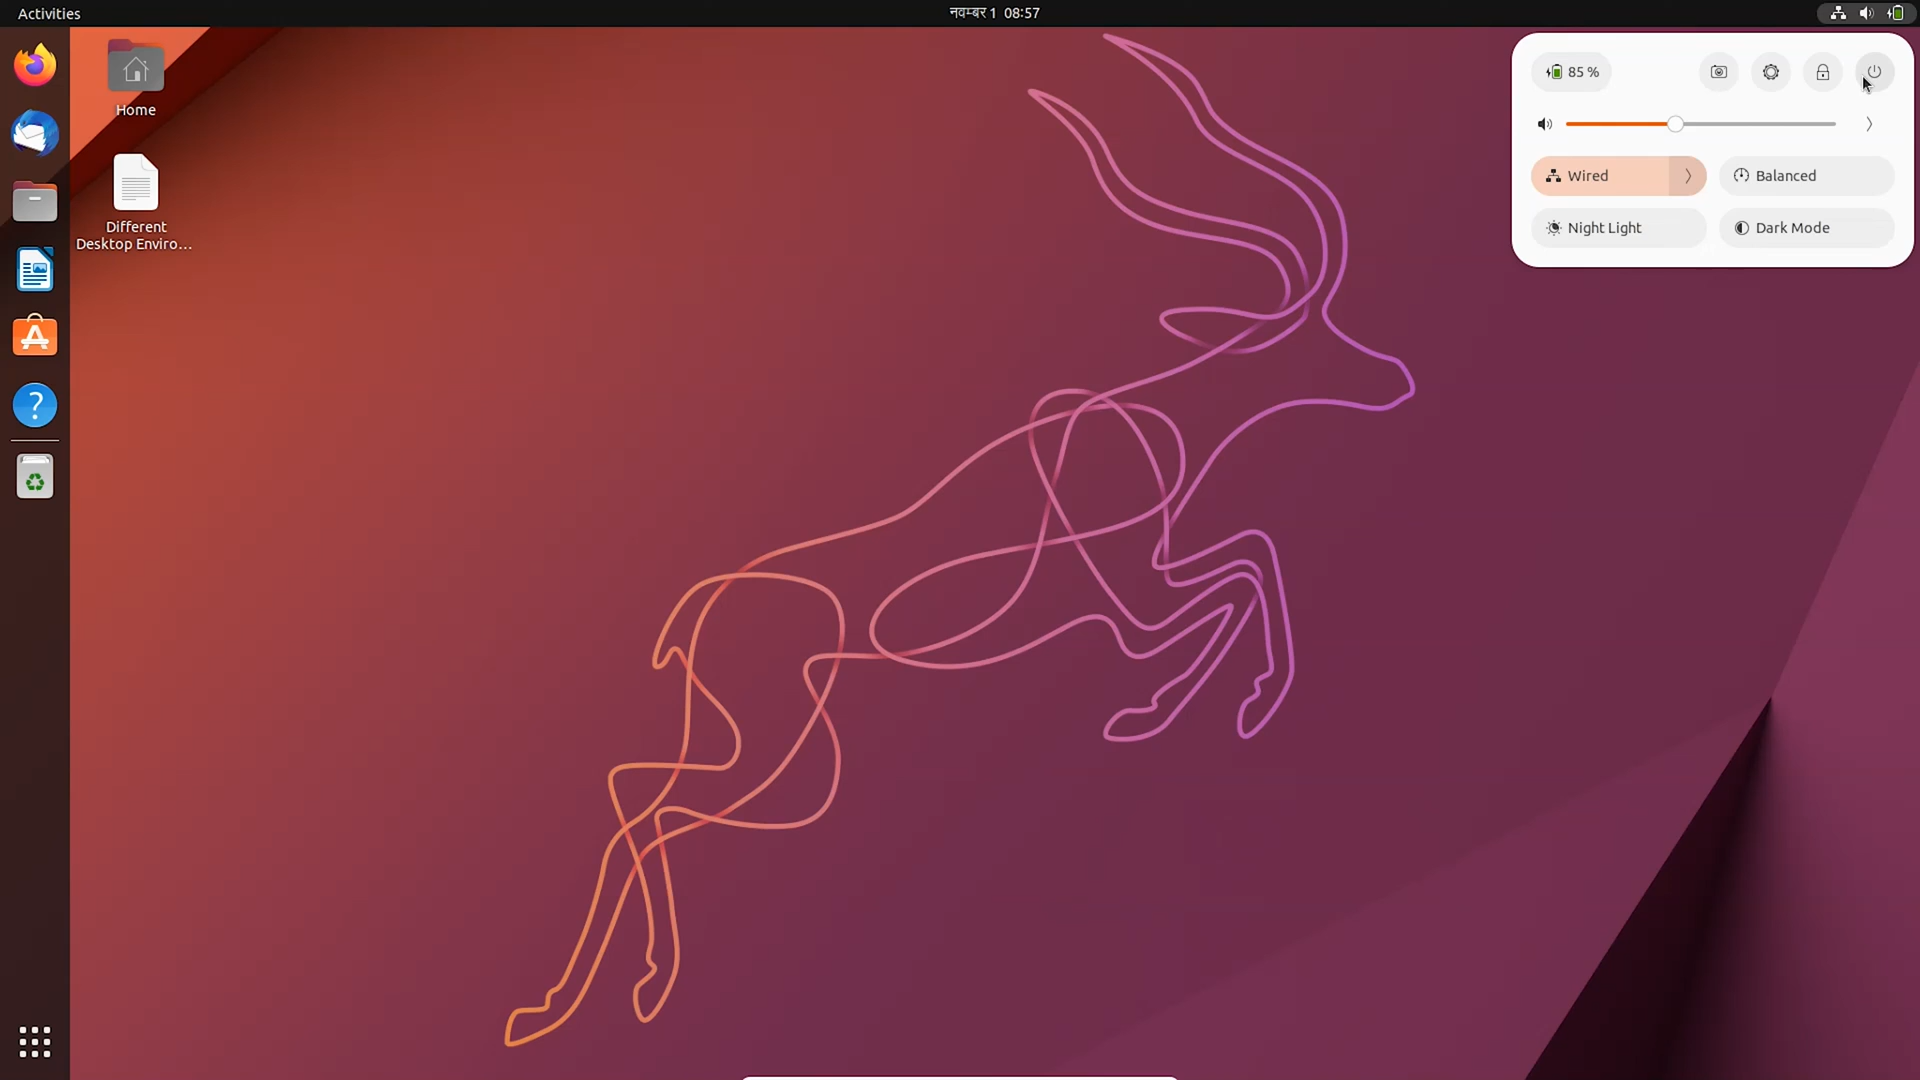 Activities
नवम्बर 1 08:57
Home
Different
Desktop Enviro...
85 %
Wired
Balanced
Night Light
Dark Mode